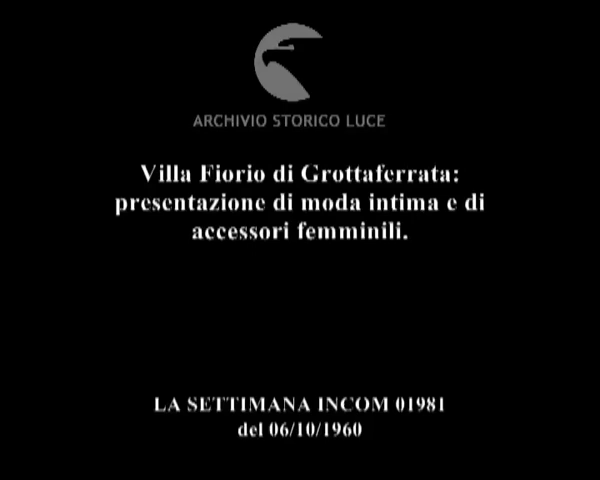 ARCHIVIO STORICO LUCE
Villa Fiorio di Grottaferrata:
presentazione di moda intima e di
accessori femminili.
LA SETTIMANA INCOM 01981
del 06/10/1960